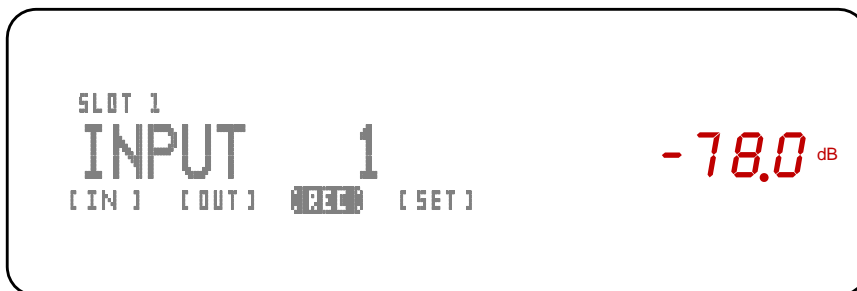 SLOT 1
INPUT 1
-78.0 dB
[IN ] [OUT] [REC] [SET]